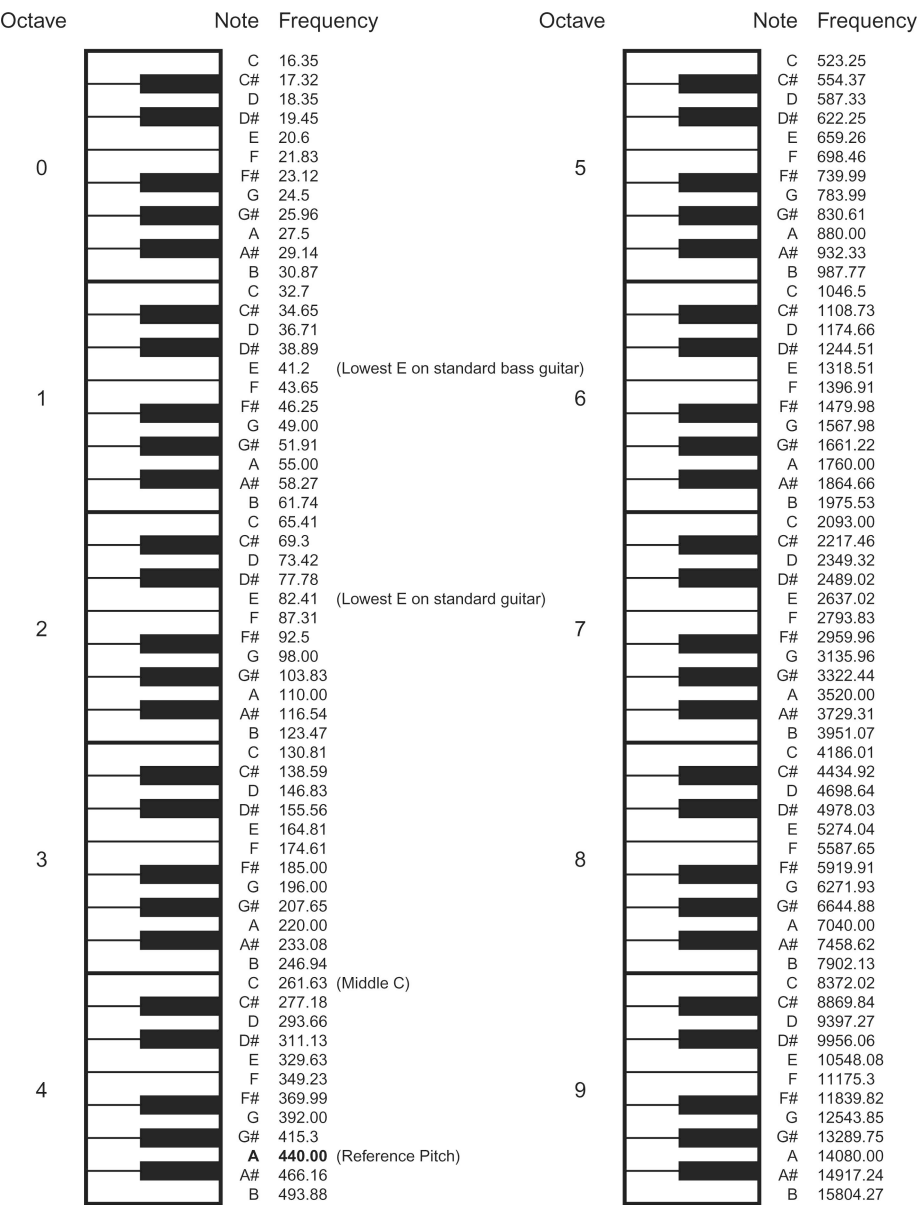 Octave Note Frequency
C 16.35
C# 17.32
D 18.35
D# 19.45
E 20.6
F 21.83
0
F# 23.12
G 24.5
G# 25.96
A 27.5
A# 29.14
B 30.87
C 32.7
C# 34.65
D 36.71
D# 38.89
E 41.2 (Lowest E on standard bass guitar)
F 43.65
1
F# 46.25
G 49.00
G# 51.91
A 55.00
A# 58.27
B 61.74
C 65.41
C# 69.3
D 73.42
D# 77.78
E 82.41 (Lowest E on standard guitar)
F 87.31
2
F# 92.5
G 98.00
G# 103.83
A 110.00
A# 116.54
B 123.47
C 130.81
C# 138.59
D 146.83
D# 155.56
E 164.81
F 174.61
3
F# 185.00
G 196.00
G# 207.65
A 220.00
A# 233.08
B 246.94
C 261.63 (Middle C)
C# 277.18
D 293.66
D# 311.13
E 329.63
F 349.23
4
F# 369.99
G 392.00
G# 415.3
A 440.00 (Reference Pitch)
A# 466.16
B 493.88
Octave Note Frequency
C 523.25
C# 554.37
D 587.33
D# 622.25
E 659.26
F 698.46
5
F# 739.99
G 783.99
G# 830.61
A 880.00
A# 932.33
B 987.77
C 1046.5
C# 1108.73
D 1174.66
D# 1244.51
E 1318.51
F 1396.91
6
F# 1479.98
G 1567.98
G# 1661.22
A 1760.00
A# 1864.66
B 1975.53
C 2093.00
C# 2217.46
D 2349.32
D# 2489.02
E 2637.02
F 2793.83
7
F# 2959.96
G 3135.96
G# 3322.44
A 3520.00
A# 3729.31
B 3951.07
C 4186.01
C# 4434.92
D 4698.64
D# 4978.03
E 5274.04
F 5587.65
8
F# 5919.91
G 6271.93
G# 6644.88
A 7040.00
A# 7458.62
B 7902.13
C 8372.02
C# 8869.84
D 9397.27
D# 9956.06
E 10548.08
F 11175.3
9
F# 11839.82
G 12543.85
G# 13289.75
A 14080.00
A# 14917.24
B 15804.27